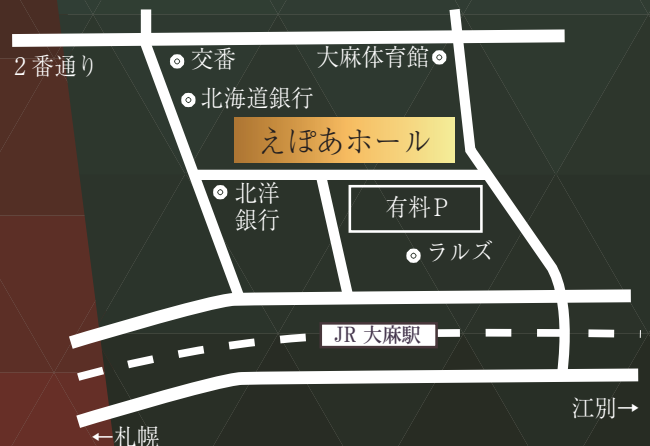 ２番通り
交番
大麻体育館
北海道銀行
えぽあホール
北洋
銀行
有料Ｐ
ラルズ
JR 大麻駅
江別→
←札幌